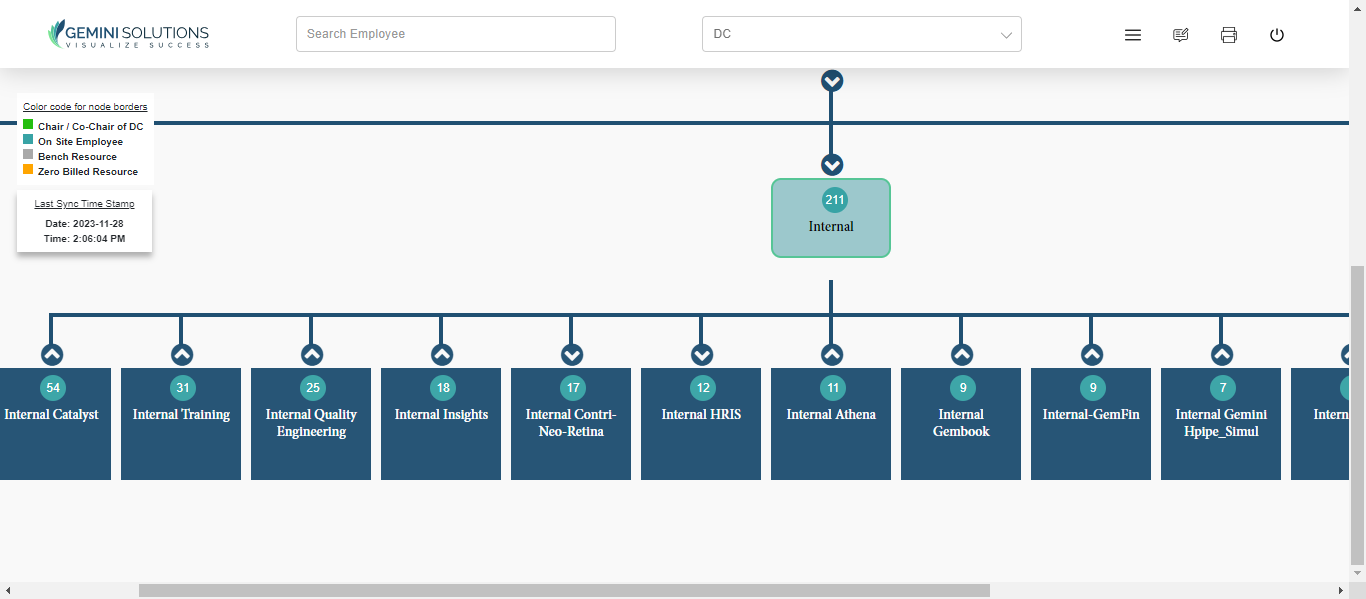 GEMINI SOLUTIONS
VISUALIZE SUCCESS
Search Employee
DC
Color code for node borders
Chair / Co-Chair of DC
On Site Employee
Bench Resource
Zero Billed Resource
Last Sync Time Stamp
Date: 2023-11-28
Time: 2:06:04 PM
211
Internal
54
Internal Catalyst
31
Internal Training
25
Internal Quality
Engineering
18
Internal Insights
17
Internal Contri-
Neo-Retina
12
Internal HRIS
11
Internal Athena
9
Internal
Gembook
9
Internal-GemFin
7
Internal Gemini
Hpipe_Simul